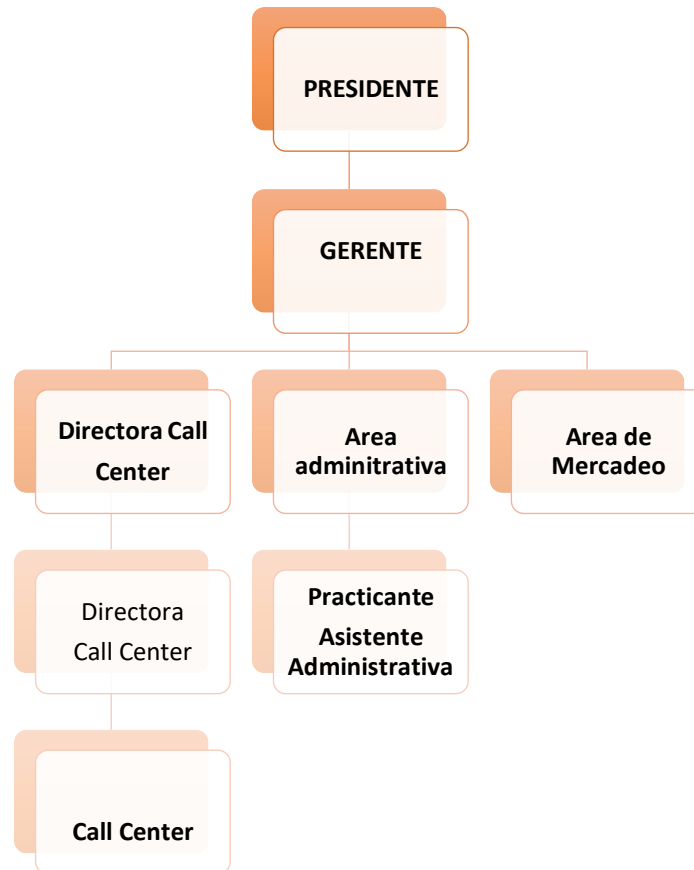 PRESIDENTE
GERENTE
Directora Call
Center
Area
adminitrativa
Area de
Mercadeo
Directora
Call Center
Practicante
Asistente
Administrativa
Call Center